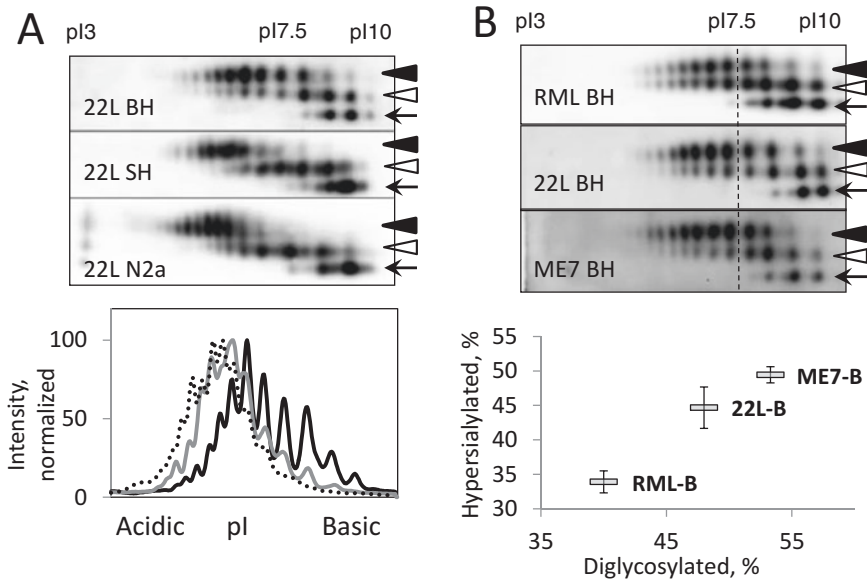 A
pI3 pI7.5 pI10
22L BH
22L SH
22L N2a
Intensity, normalized
100
50
0
Acidic pI Basic
B
pI3 pI7.5 pI10
RML BH
22L BH
ME7 BH
Hypersialylated, %
55
50
45
40
35
30
ME7-B
22L-B
RML-B
35 45 55
Diglycosylated, %